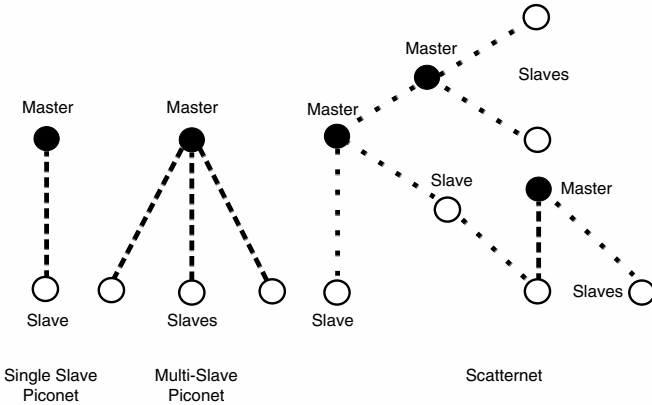 Master
Slaves
Master
Master
Master
Slave
Master
Slave
Slaves
Slave
Slaves
Single Slave
Piconet
Multi-Slave
Piconet
Scatternet